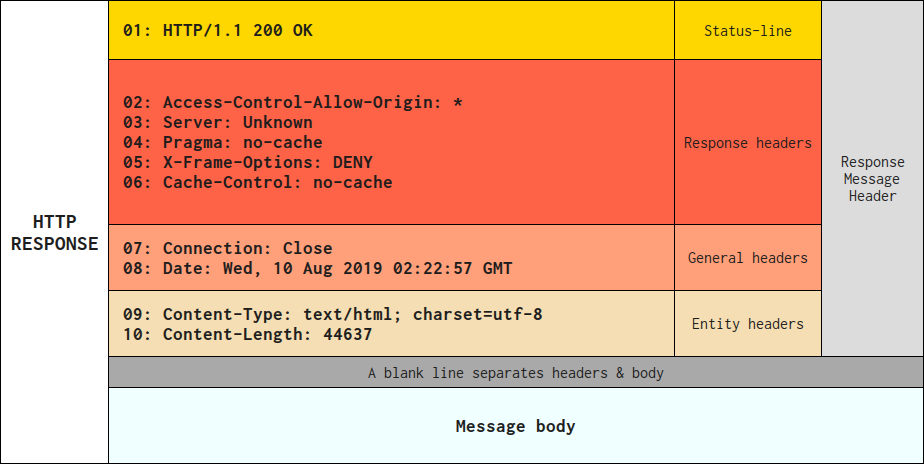 HTTP
RESPONSE
01: HTTP/1.1 200 OK
Status-line
02: Access-Control-Allow-Origin: *
03: Server: Unknown
04: Pragma: no-cache
05: X-Frame-Options: DENY
06: Cache-Control: no-cache
Response headers
07: Connection: Close
08: Date: Wed, 10 Aug 2019 02:22:57 GMT
General headers
09: Content-Type: text/html; charset=utf-8
10: Content-Length: 44637
Entity headers
Response
Message
Header
A blank line separates headers & body
Message body